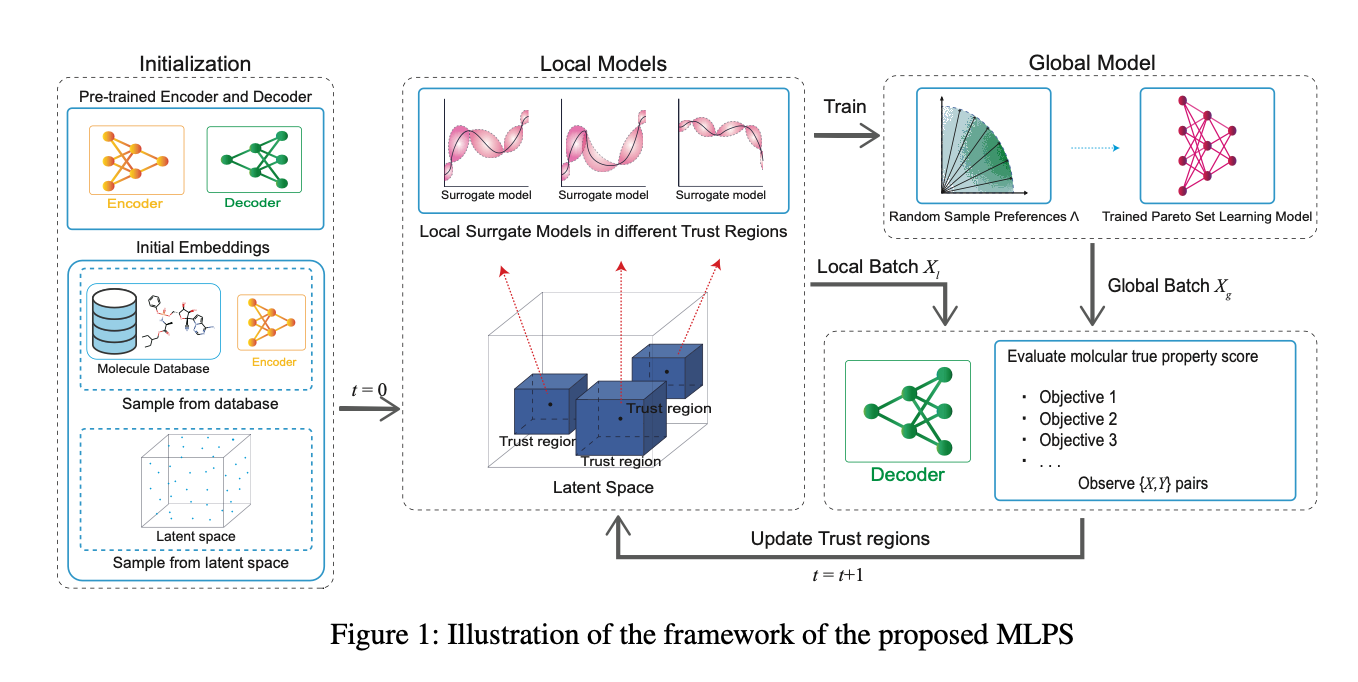 Initialization
Pre-trained Encoder and Decoder
Encoder
Decoder
Initial Embeddings
Molecule Database
Encoder
Sample from database
Latent space
Sample from latent space
t = 0
Local Models
Surrogate model
Surrogate model
Surrogate model
Local Surrgate Models in different Trust Regions
Trust region
Trust region
Trust region
Latent Space
Train
Global Model
Random Sample Preferences Λ
Trained Pareto Set Learning Model
Local Batch Xl
Global Batch Xg
Decoder
Evaluate molcular true property score
· Objective 1
· Objective 2
· Objective 3
· . . .
Observe {X,Y} pairs
Update Trust regions
t = t+1
Figure 1: Illustration of the framework of the proposed MLPS